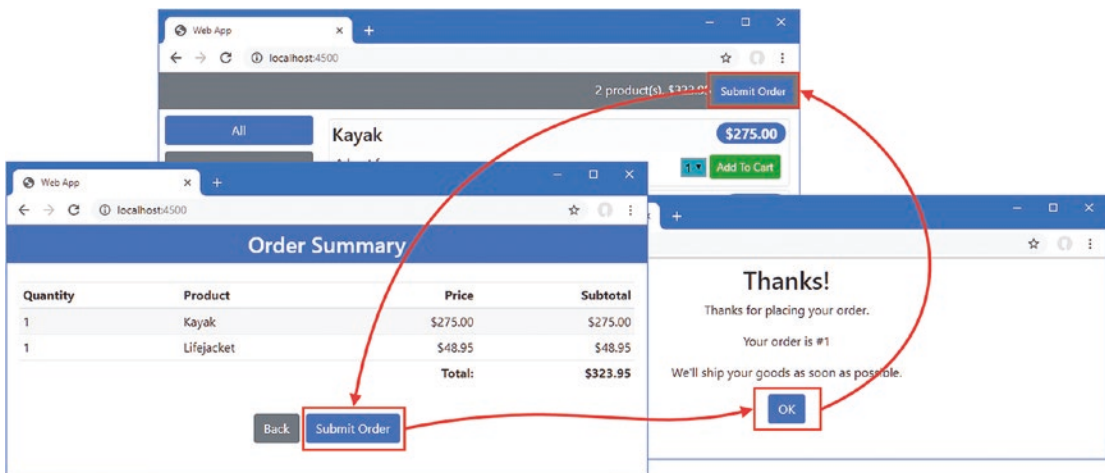 Web App
localhost:4500
2 product(s), $323.95 Submit Order
All
Kayak
$275.00
1
Add To Cart
Web App
localhost:4500
Order Summary
Quantity Product Price Subtotal
1 Kayak $275.00 $275.00
1 Lifejacket $48.95 $48.95
Total: $323.95
Back Submit Order
Thanks!
Thanks for placing your order.
Your order is #1
We'll ship your goods as soon as possible.
OK